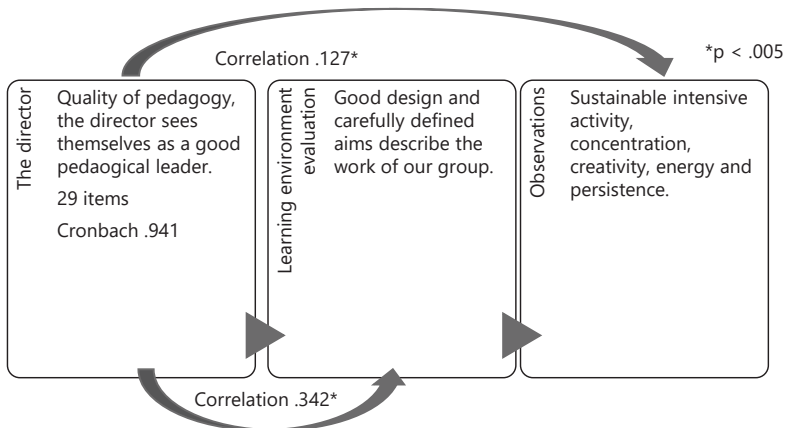 Correlation .127*
*p < .005
The director
Quality of pedagogy,
the director sees
themselves as a good
pedaogical leader.
29 items
Cronbach .941
Learning environment
evaluation
Good design and
carefully defined
aims describe the
work of our group.
Observations
Sustainable intensive
activity,
concentration,
creativity, energy and
persistence.
Correlation .342*